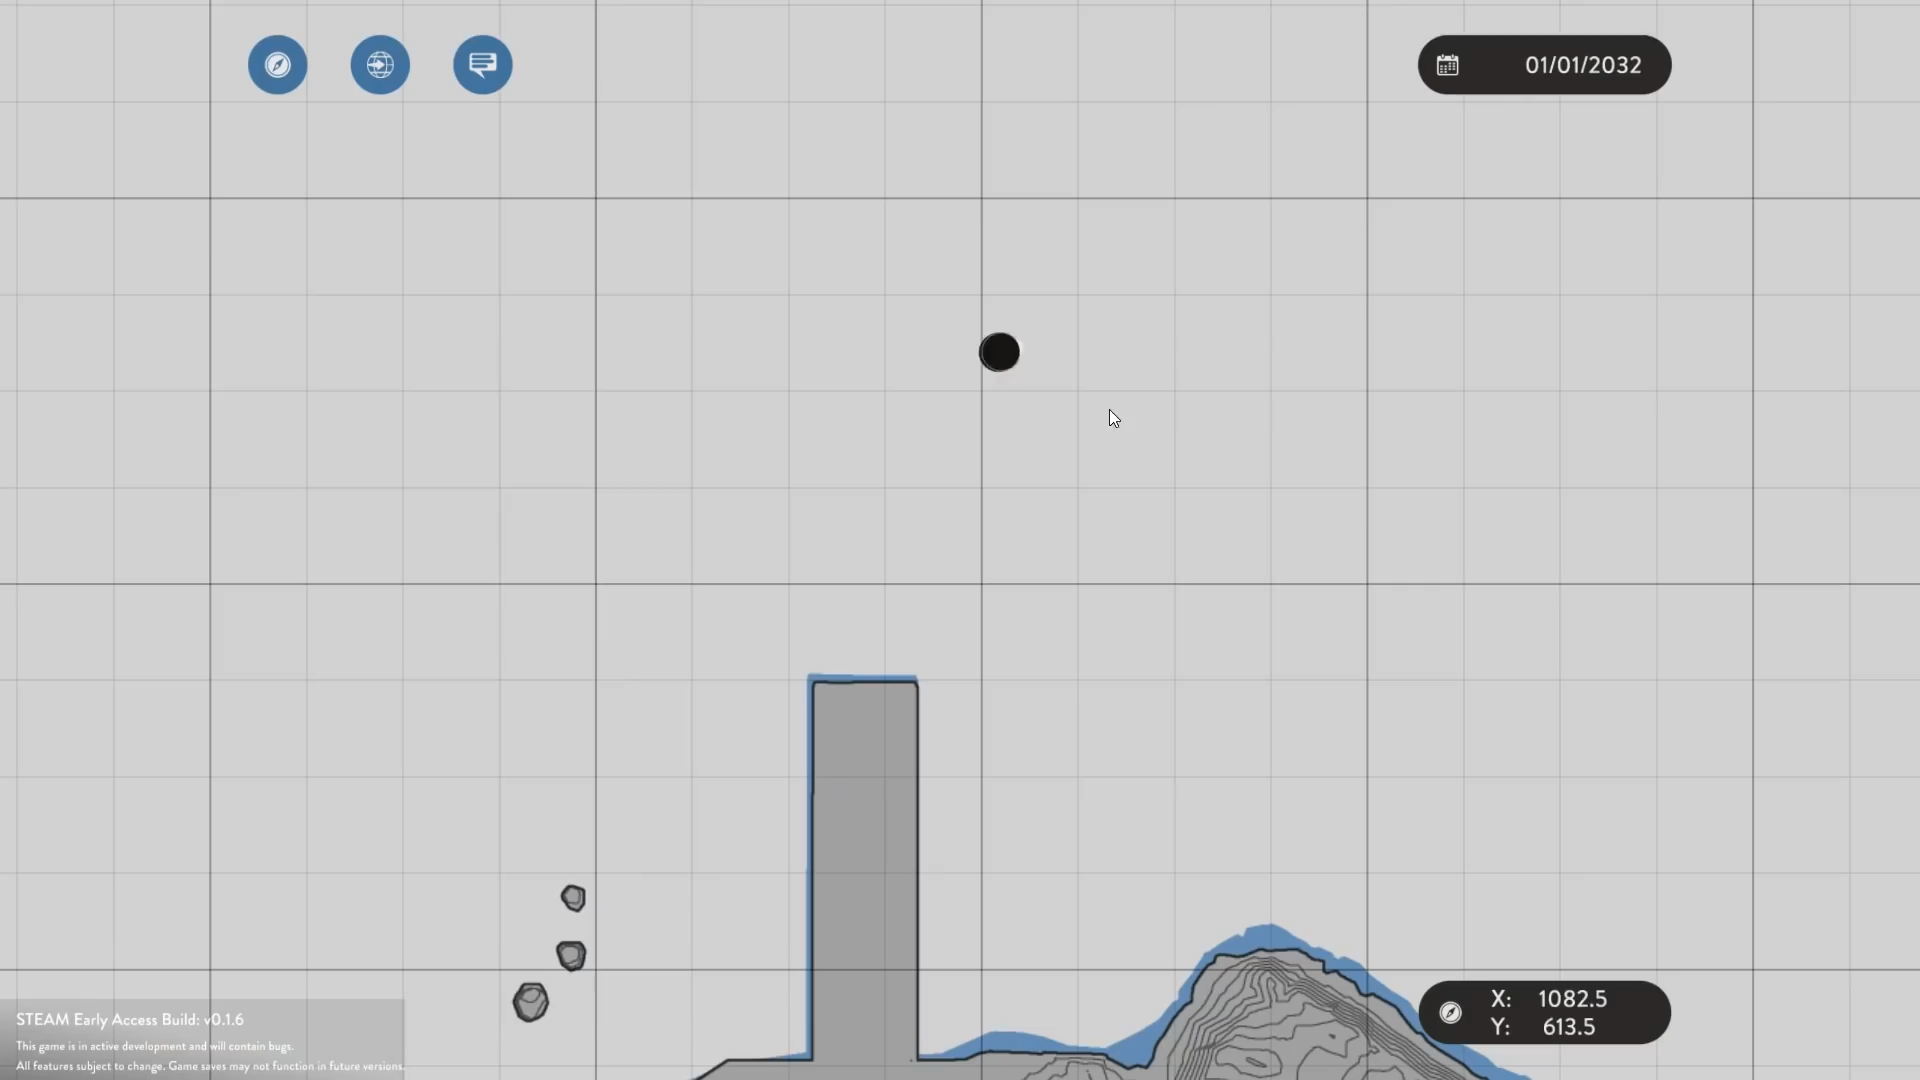 01/01/2032
X: 1082.5
Y: 613.5
STEAM Early Access Build: v0.1.6
This game is in active development and will contain bugs.
All features subject to change. Game saves may not function in future versions.